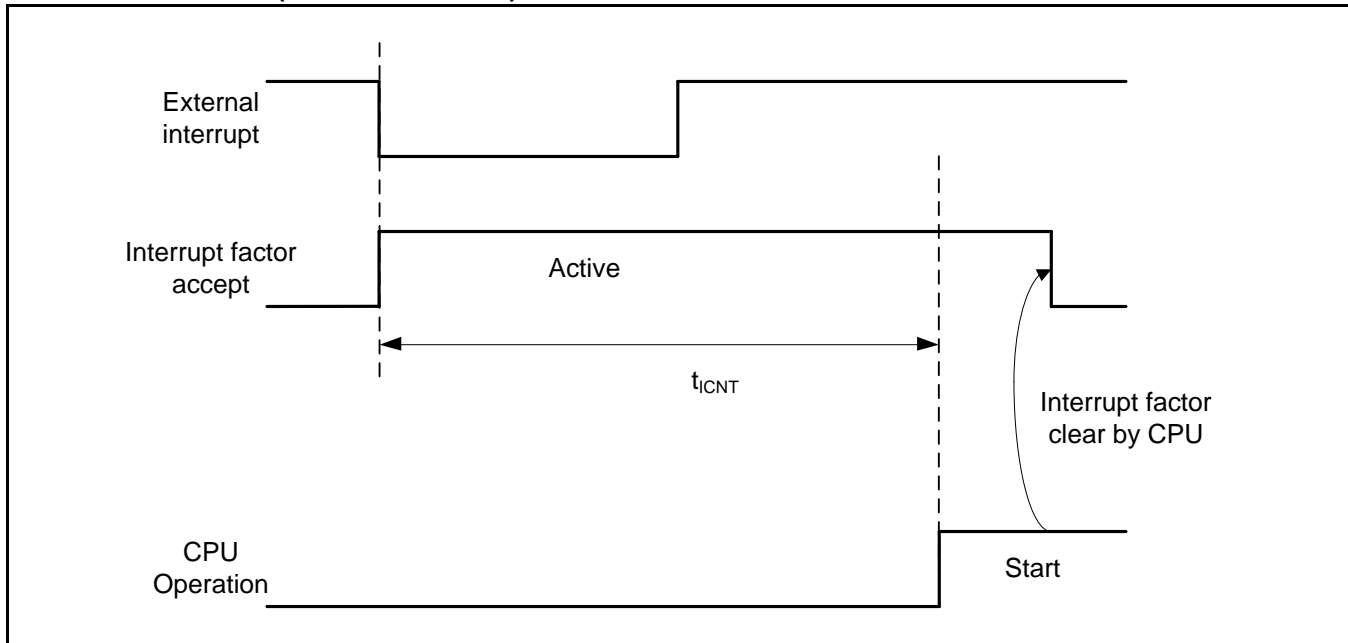 External
interrupt
Interrupt factor
accept
Active
tICNT
Interrupt factor
clear by CPU
CPU
Operation
Start